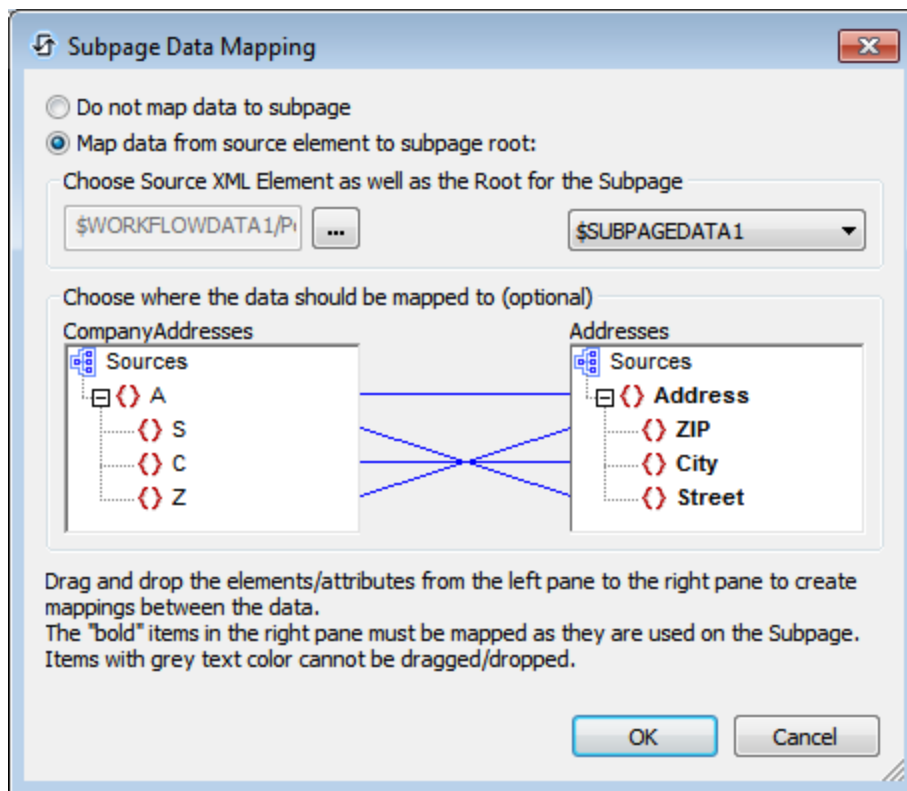 Subpage Data Mapping
Do not map data to subpage
Map data from source element to subpage root:
Choose Source XML Element as well as the Root for the Subpage
$WORKFLOWDATA1/P
...
$SUBPAGEDATA1
Choose where the data should be mapped to (optional)
CompanyAddresses
Addresses
Sources
Sources
A
Address
S
ZIP
C
City
Z
Street
Drag and drop the elements/attributes from the left pane to the right pane to create
mappings between the data.
The "bold" items in the right pane must be mapped as they are used on the Subpage.
Items with grey text color cannot be dragged/dropped.
OK
Cancel